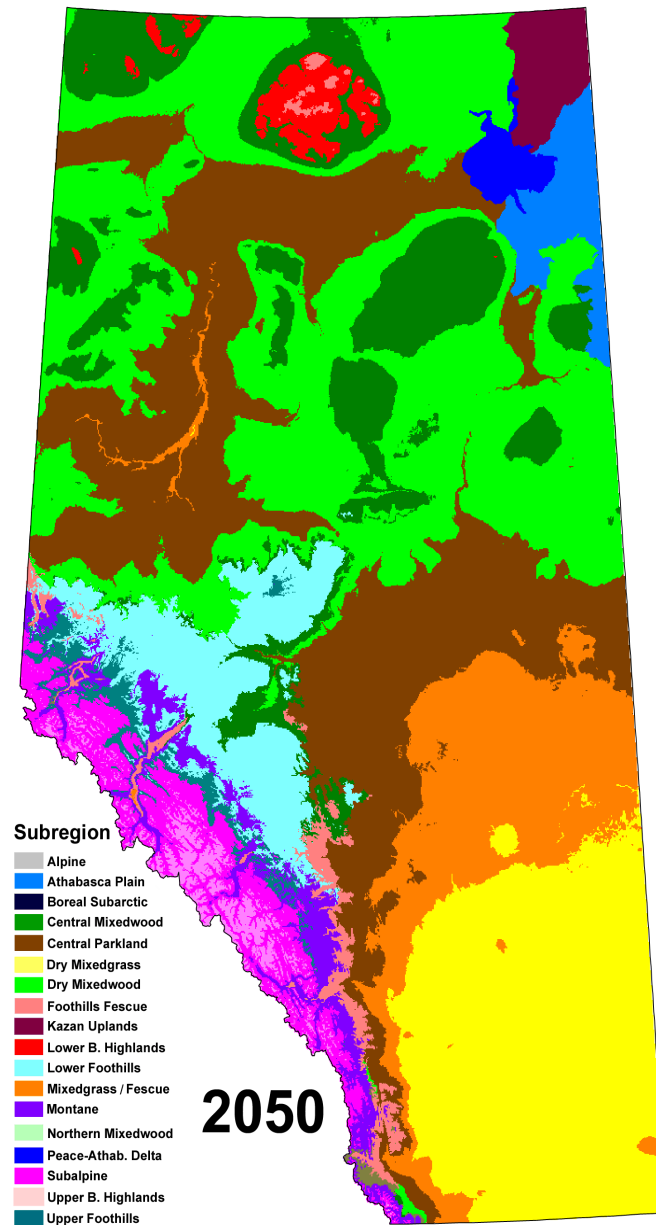 Subregion
Alpine
Athabasca Plain
Boreal Subarctic
Central Mixedwood
Central Parkland
Dry Mixedgrass
Dry Mixedwood
Foothills Fescue
Kazan Uplands
Lower B. Highlands
Lower Foothills
Mixedgrass / Fescue
Montane
Northern Mixedwood
Peace-Athab. Delta
Subalpine
Upper B. Highlands
Upper Foothills
2050